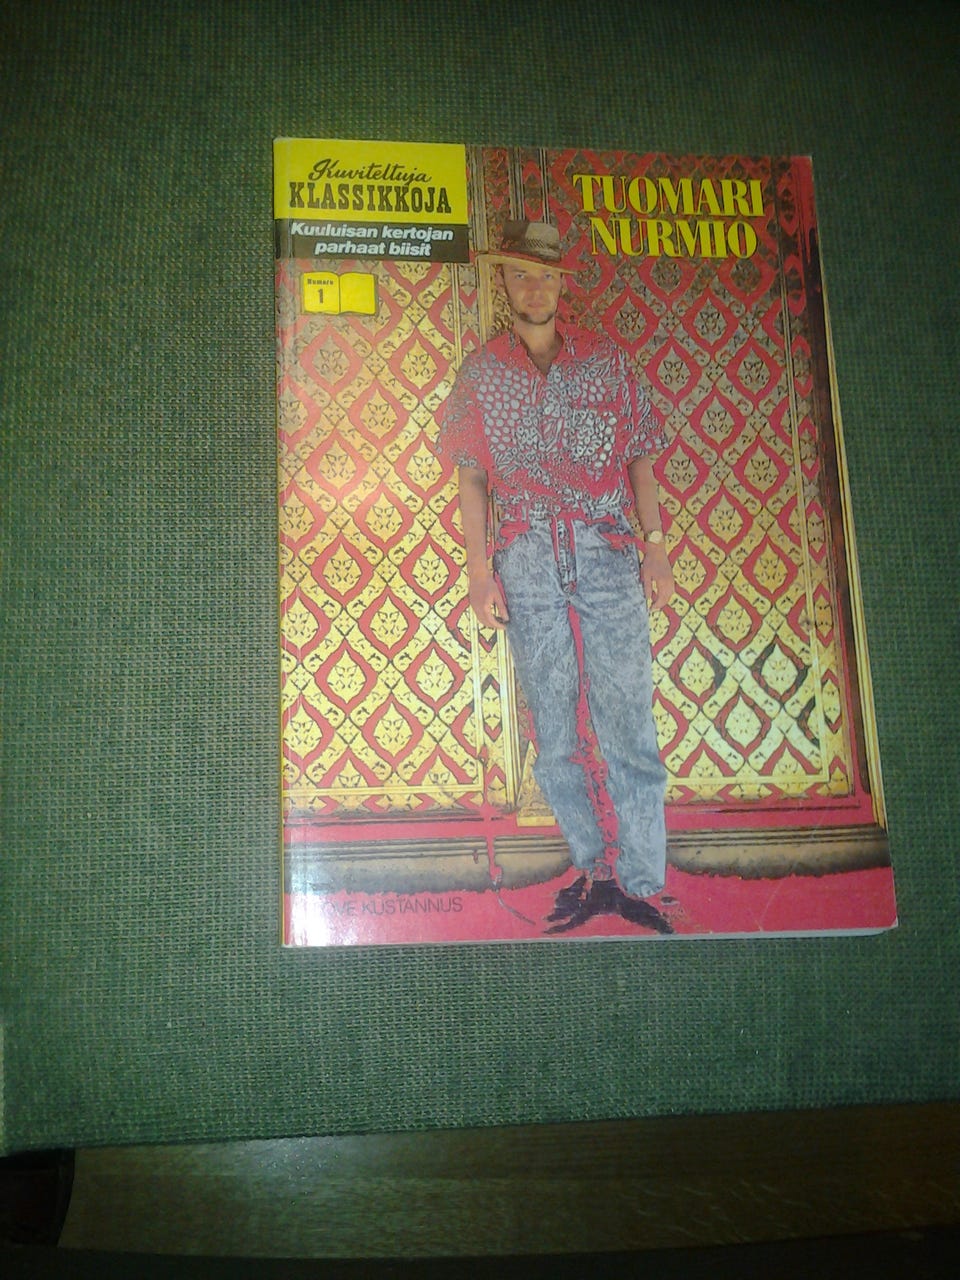 Kuviteltuja
KLASSIKKOJA
Kuuluisan kertojan
parhaat biisit
Numero
1
TUOMARI
NURMIO
KUSTANNUS